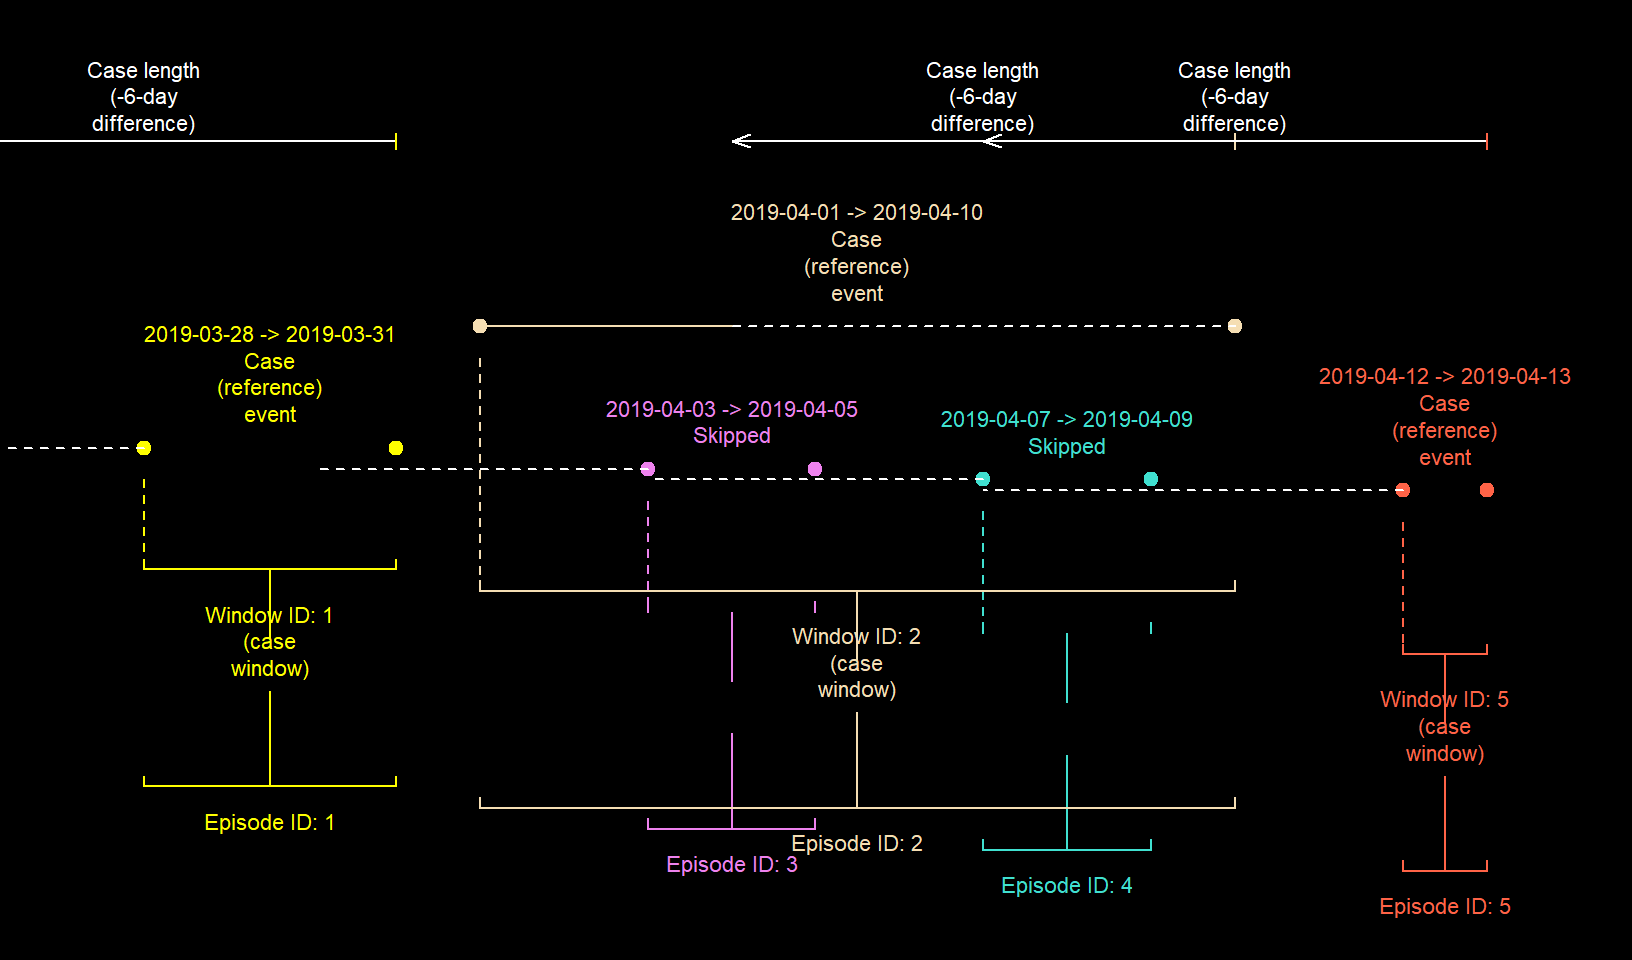 Case length
(-6-day
difference)
Case length
(-6-day
difference)
Case length
(-6-day
difference)
2019-04-01 -> 2019-04-10
Case
(reference)
event
2019-03-28 -> 2019-03-31
Case
(reference)
event
2019-04-03 -> 2019-04-05
Skipped
2019-04-07 -> 2019-04-09
Skipped
2019-04-12 -> 2019-04-13
Case
(reference)
event
Window ID: 1
(case
window)
Window ID: 2
(case
window)
Window ID: 5
(case
window)
Episode ID: 1
Episode ID: 2
Episode ID: 3
Episode ID: 4
Episode ID: 5